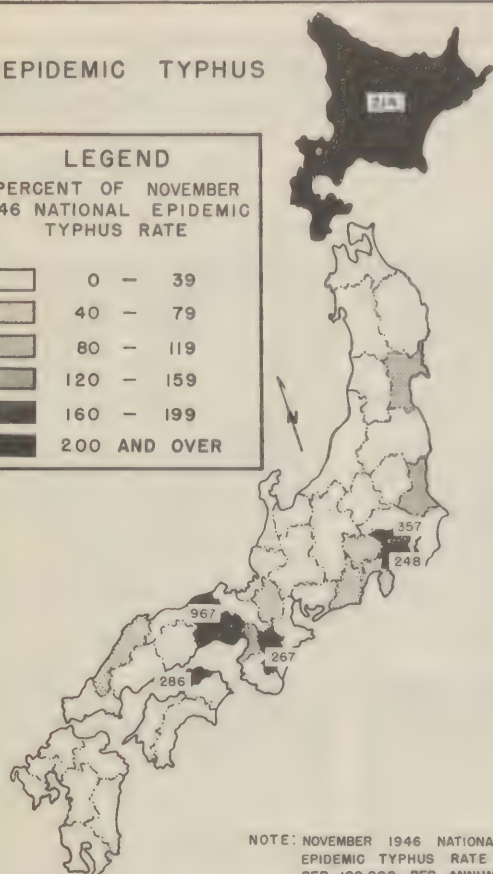 EPIDEMIC TYPHUS
LEGEND
PERCENT OF NOVEMBER
46 NATIONAL EPIDEMIC
TYPHUS RATE
0 — 39
40 — 79
80 — 119
120 — 159
160 — 199
200 AND OVER
N
357
248
967
267
286
NOTE: NOVEMBER 1946 NATIONA
EPIDEMIC TYPHUS RATE
PER 100,000 PER ANNUM